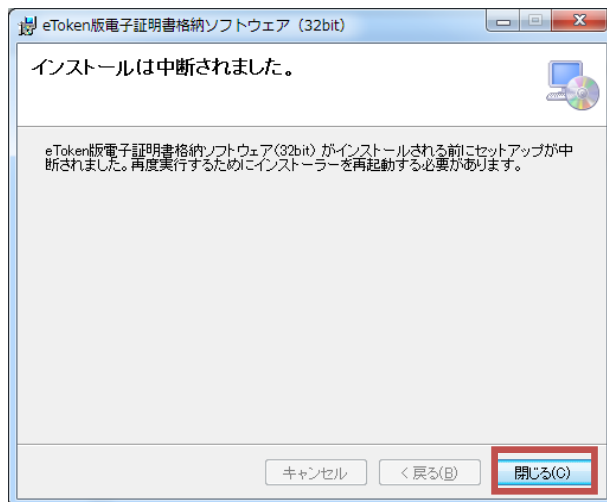 eToken版電子証明書格納ソフトウェア (32bit)
インストールは中断されました。
eToken版電子証明書格納ソフトウェア(32bit) がインストールされる前にセットアップが中
断されました。再度実行するためにインストーラーを再起動する必要があります。
キャンセル
< 戻る(B)
閉じる(C)